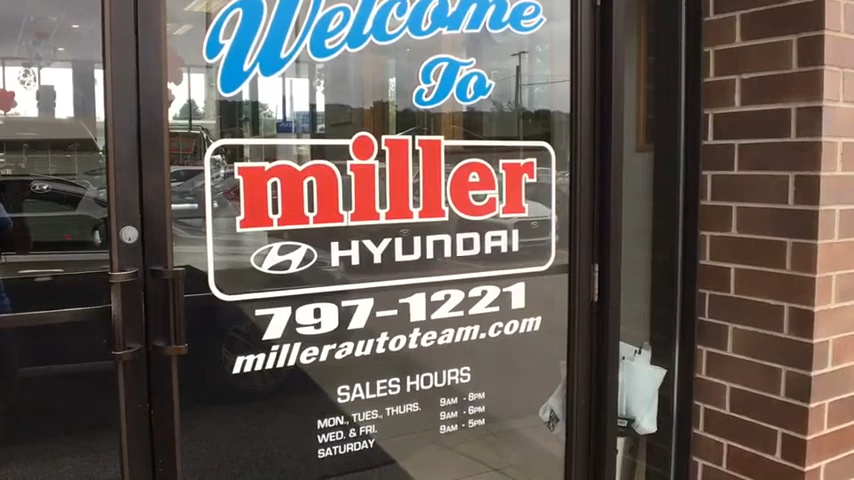 Welcome
To
miller
HYUNDAI
797-1221
millerautoteam.com
SALES HOURS
MON., TUES., THURS. 9AM - 8PM
WED. & FRI. 9AM - 6PM
SATURDAY 9AM - 5PM